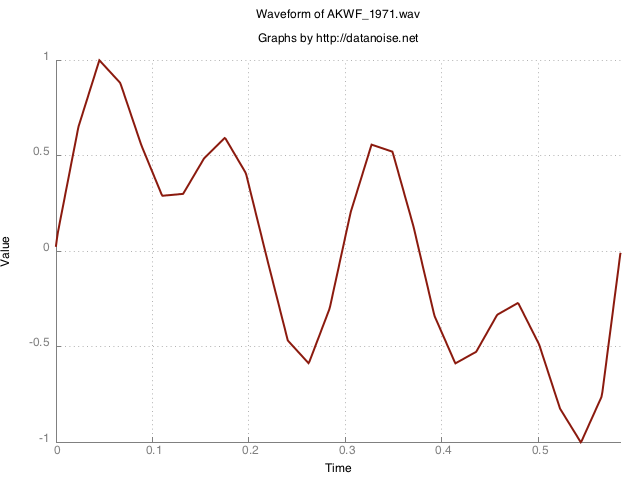 Waveform of AKWF_1971.wav
Graphs by http://datanoise.net
1
0.5
0
-0.5
-1
Value
0 0.1 0.2 0.3 0.4 0.5
Time